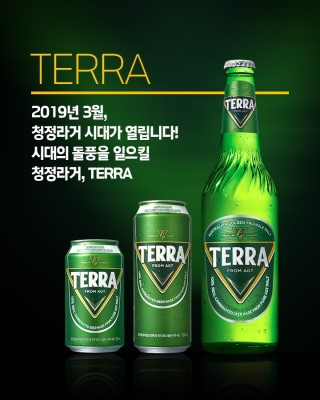 TERRA
2019년 3월,
청정라거 시대가 열립니다!
시대의 돌풍을 일으킬
청정라거, TERRA
TERRA
TERRA
FROM AGT
TERRA
FROM AGT
TERRA
FROM AGT